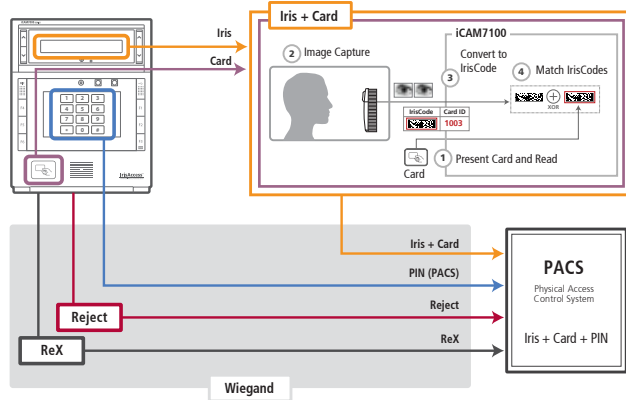 Iris + Card
Iris
Card
iCAM7100
2 Image Capture
Convert to
IrisCode
3
4 Match IrisCodes
XOR
IrisCode Card ID
1003
1 Present Card and Read
Card
1 2 3
4 5 6
7 8 9
* 0 #
IrisAccess
Iris + Card
PIN (PACS)
Reject
ReX
Reject
ReX
Wiegand
PACS
Physical Access
Control System
Iris + Card + PIN